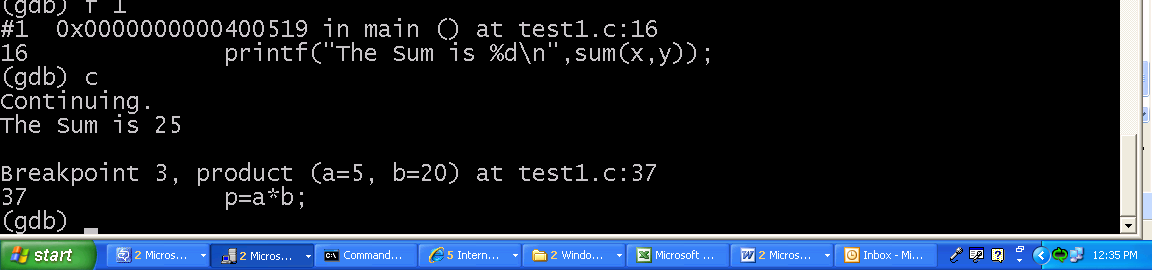 (gdb) f 1
#1  0x0000000000400519 in main () at test1.c:16
16              printf("The Sum is %d\n",sum(x,y));
(gdb) c
Continuing.
The Sum is 25
Breakpoint 3, product (a=5, b=20) at test1.c:37
37              p=a*b;
(gdb)
start 2 Micros... 2 Micros... Command... 5 Intern... 2 Windo... Microsoft ... 2 Micros... Inbox - Mi... 12:35 PM